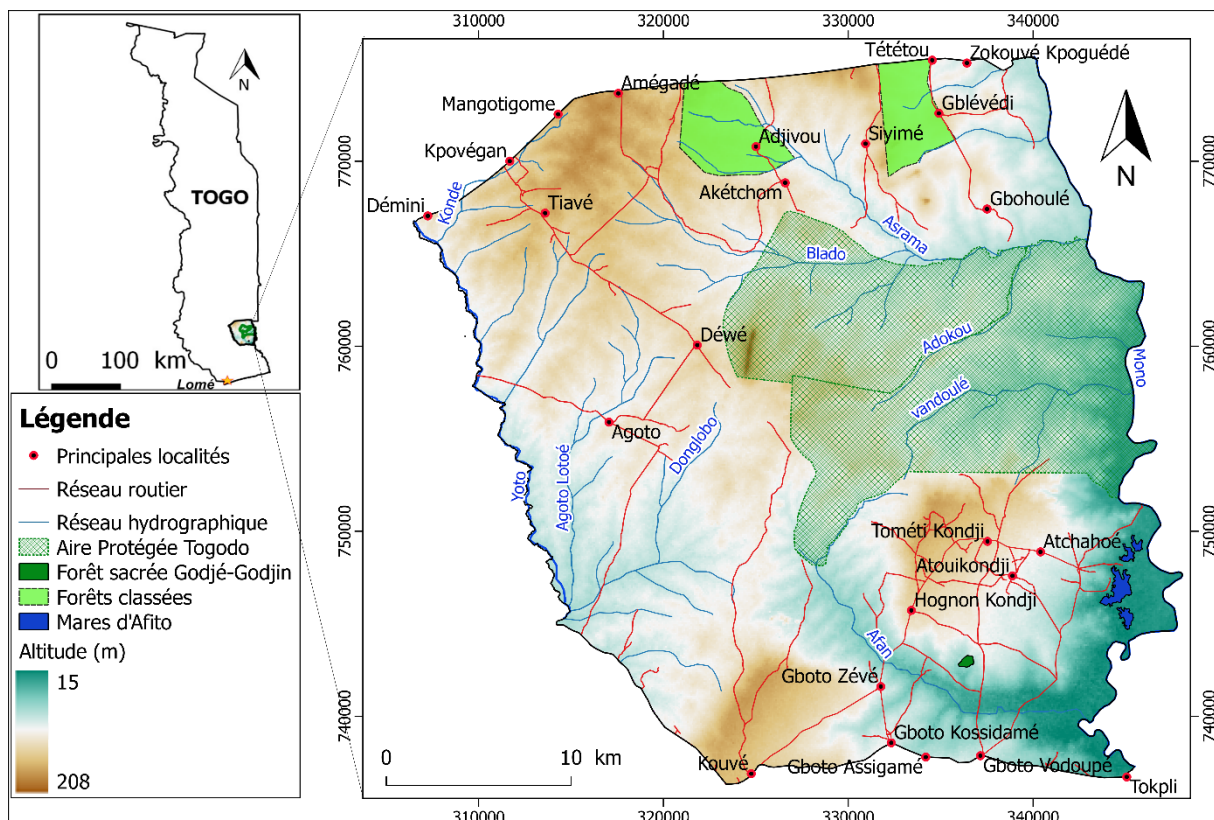 310000 320000 330000 340000
N
TOGO
0 100 km
Lomé
Légende
Principales localités
Réseau routier
Réseau hydrographique
Aire Protégée Togodo
Forêt sacrée Godjé-Godjin
Forêts classées
Mares d'Afito
Altitude (m)
15
208
770000
760000
750000
740000
Tététou
Zokouvé Kpoguédé
Amégadé
Mangotigome
Gblévédi
Adjivou
Siyimé
Kpovégan
N
Akétchom
Démini
Konde
Tiavé
Gbohoulé
Asrama
Blado
Déwé
Adokou
Mono
vandoulé
Agoto
Donglobo
Yoto
Agoto Lotoé
Tométi Kondji
Atchahoé
Atouikondji
Hognon Kondji
Afan
Gboto Zévé
Gboto Kossidamé
Kouvé
Gboto Assigamé
Gboto Vodoupé
Tokpli
0 10 km
770000
760000
750000
740000
310000 320000 330000 340000